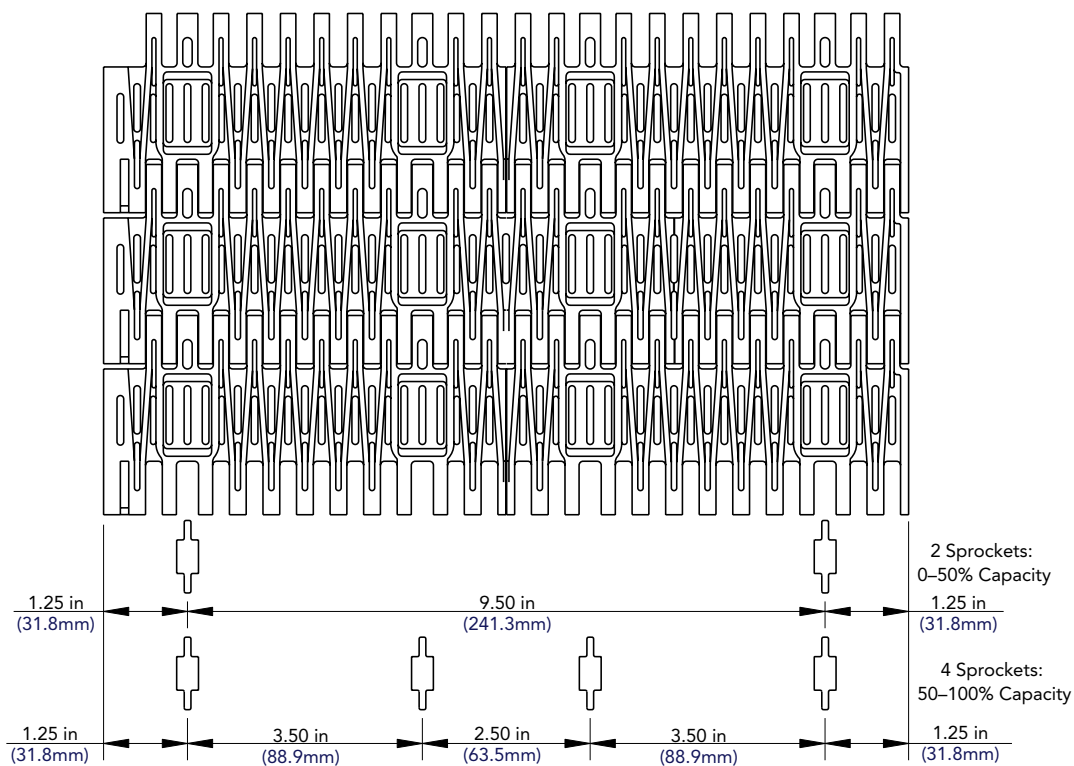 2 Sprockets:
0–50% Capacity
1.25 in
(31.8mm)
9.50 in
(241.3mm)
1.25 in
(31.8mm)
4 Sprockets:
50–100% Capacity
1.25 in
(31.8mm)
3.50 in
(88.9mm)
2.50 in
(63.5mm)
3.50 in
(88.9mm)
1.25 in
(31.8mm)